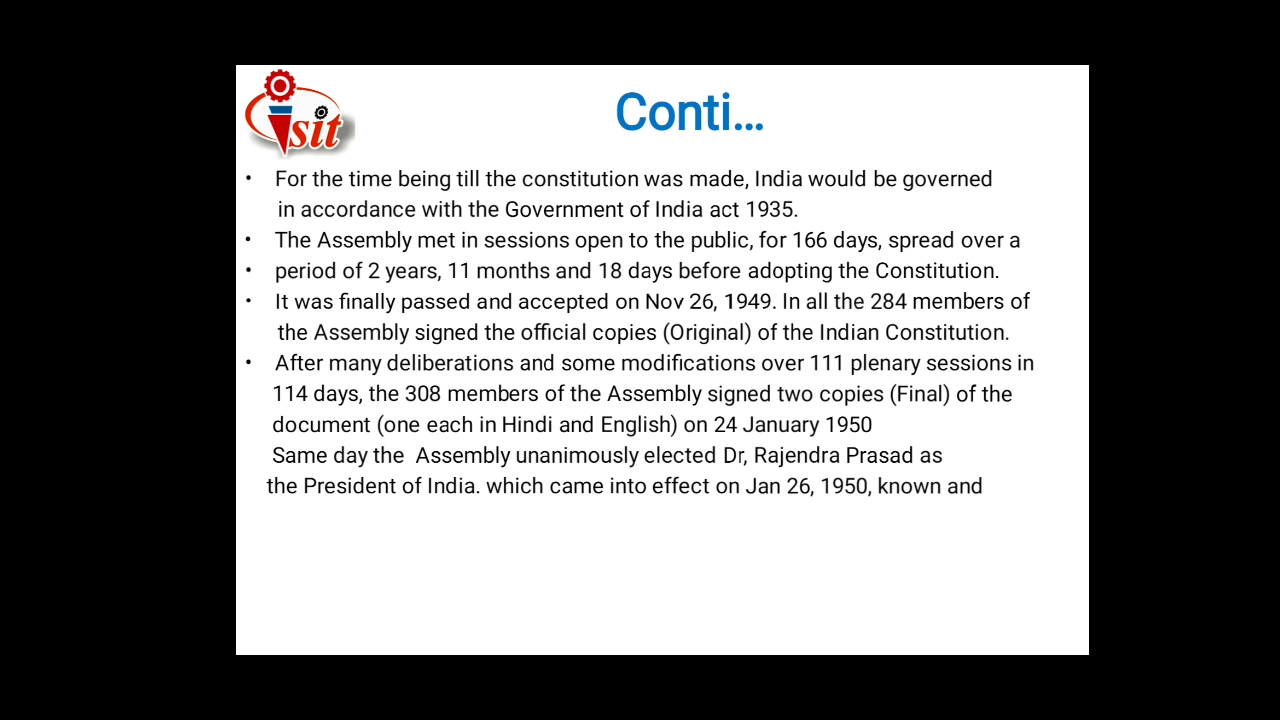 isit
Conti...
• For the time being till the constitution was made, India would be governed
in accordance with the Government of India act 1935.
• The Assembly met in sessions open to the public, for 166 days, spread over a
• period of 2 years, 11 months and 18 days before adopting the Constitution.
• It was finally passed and accepted on Nov 26, 1949. In all the 284 members of
the Assembly signed the official copies (Original) of the Indian Constitution.
• After many deliberations and some modifications over 111 plenary sessions in
114 days, the 308 members of the Assembly signed two copies (Final) of the
document (one each in Hindi and English) on 24 January 1950
Same day the  Assembly unanimously elected Dr, Rajendra Prasad as
the President of India. which came into effect on Jan 26, 1950, known and